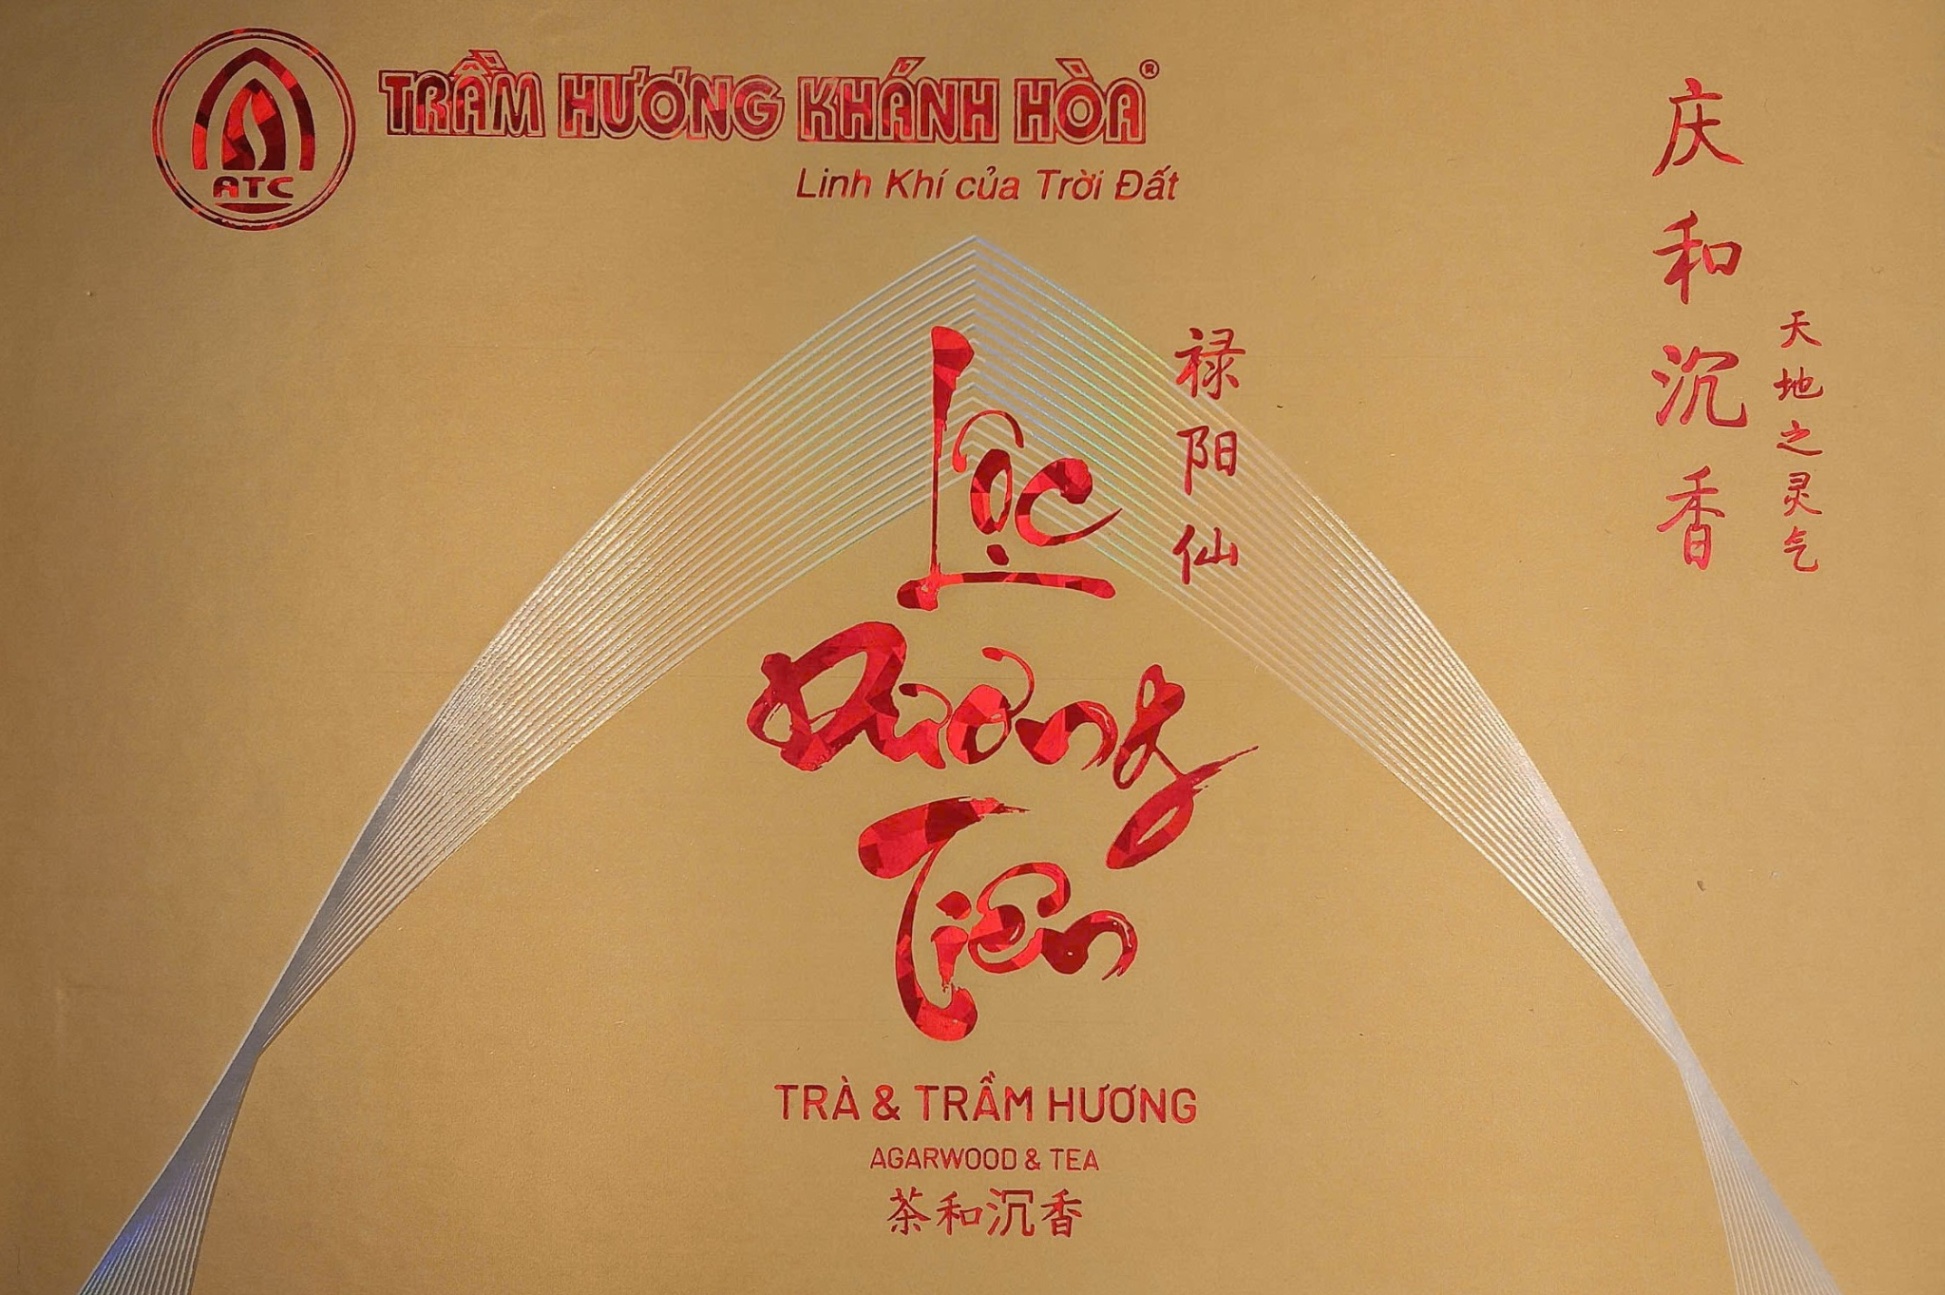 ATC
TRẦM HƯƠNG KHÁNH HÒA®
Linh Khí của Trời Đất
庆和沉香
天地之灵气
禄阳仙
Lộc
Dương
Tiên
TRÀ & TRẦM HƯƠNG
AGARWOOD & TEA
茶和沉香